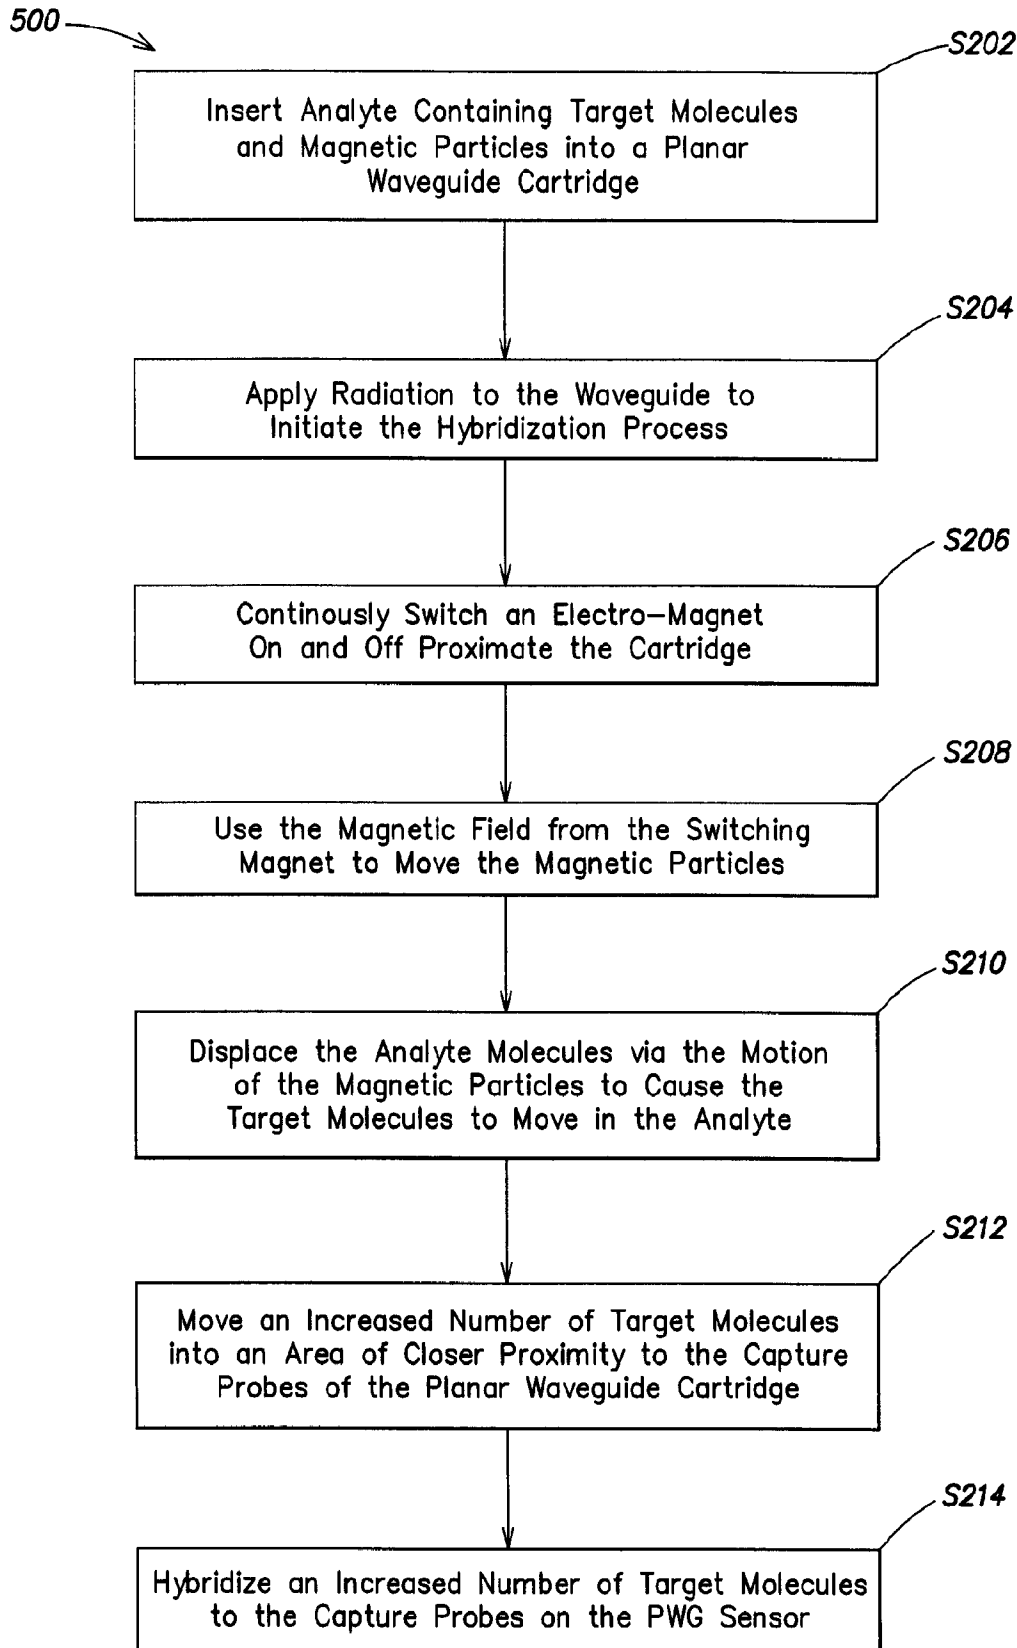 500
S202
Insert Analyte Containing Target Molecules
and Magnetic Particles into a Planar
Waveguide Cartridge
S204
Apply Radiation to the Waveguide to
Initiate the Hybridization Process
S206
Continously Switch an Electro-Magnet
On and Off Proximate the Cartridge
S208
Use the Magnetic Field from the Switching
Magnet to Move the Magnetic Particles
S210
Displace the Analyte Molecules via the Motion
of the Magnetic Particles to Cause the
Target Molecules to Move in the Analyte
S212
Move an Increased Number of Target Molecules
into an Area of Closer Proximity to the Capture
Probes of the Planar Waveguide Cartridge
S214
Hybridize an Increased Number of Target Molecules
to the Capture Probes on the PWG Sensor